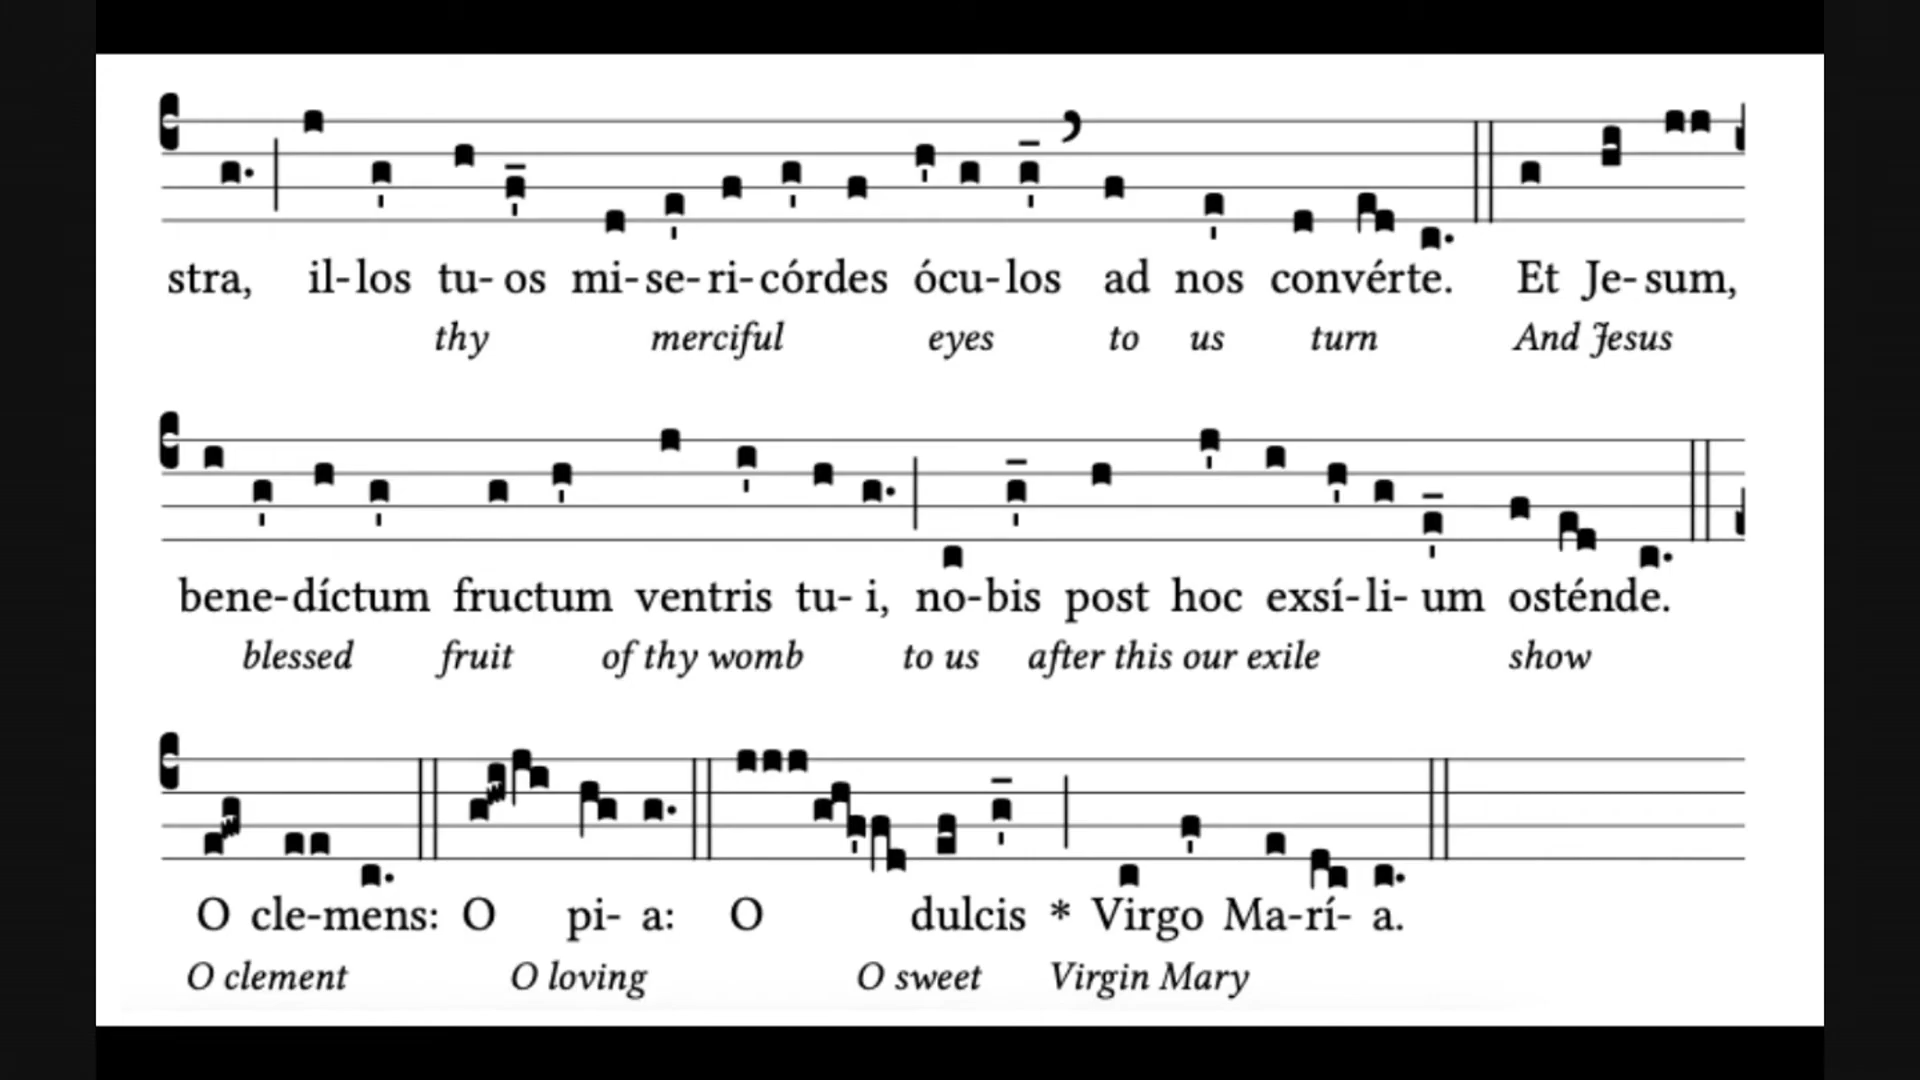 stra, il-los tu- os mi-se-ri-córdes ócu-los ad nos convérte. Et Je-sum,
thy merciful eyes to us turn And Jesus
bene-díctum fructum ventris tu- i, no-bis post hoc exsí-li- um osténde.
blessed fruit of thy womb to us after this our exile show
O cle-mens: O pi- a: O dulcis * Virgo Ma-rí- a.
O clement O loving O sweet Virgin Mary